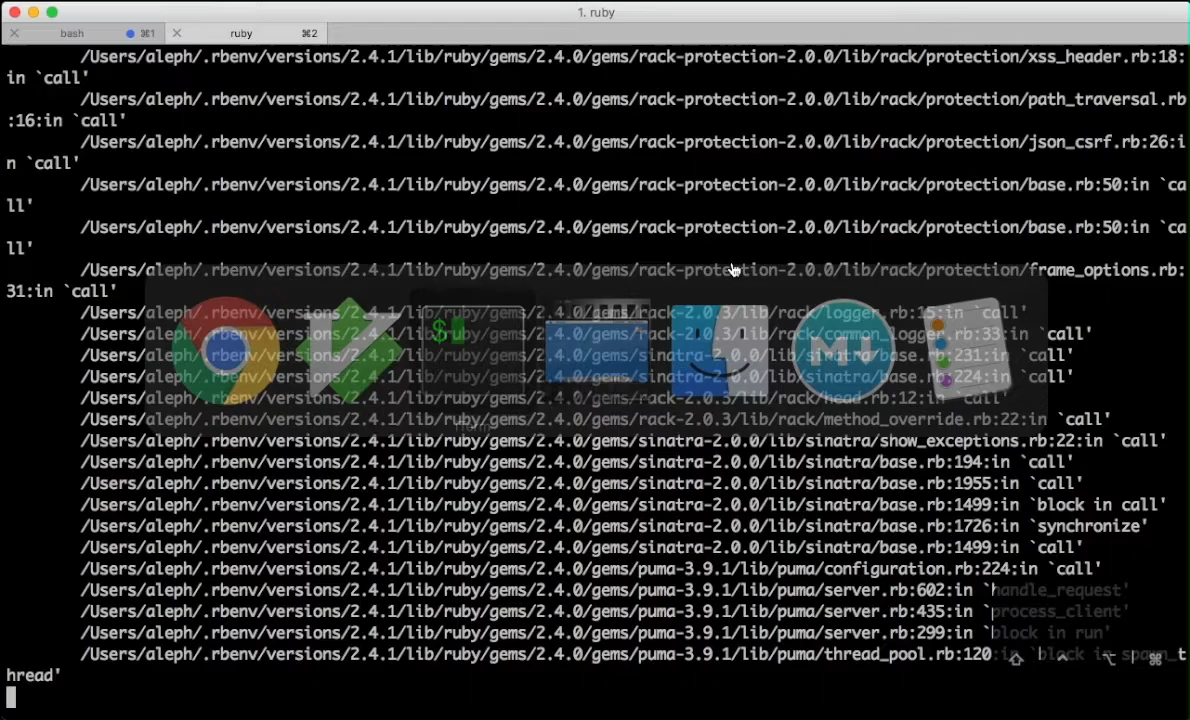 1. ruby
bash ⌘1 ruby ⌘2
/Users/aleph/.rbenv/versions/2.4.1/lib/ruby/gems/2.4.0/gems/rack-protection-2.0.0/lib/rack/protection/xss_header.rb:18:
in `call'
/Users/aleph/.rbenv/versions/2.4.1/lib/ruby/gems/2.4.0/gems/rack-protection-2.0.0/lib/rack/protection/path_traversal.rb
:16:in `call'
/Users/aleph/.rbenv/versions/2.4.1/lib/ruby/gems/2.4.0/gems/rack-protection-2.0.0/lib/rack/protection/json_csrf.rb:26:i
n `call'
/Users/aleph/.rbenv/versions/2.4.1/lib/ruby/gems/2.4.0/gems/rack-protection-2.0.0/lib/rack/protection/base.rb:50:in `ca
ll'
/Users/aleph/.rbenv/versions/2.4.1/lib/ruby/gems/2.4.0/gems/rack-protection-2.0.0/lib/rack/protection/base.rb:50:in `ca
ll'
/Users/aleph/.rbenv/versions/2.4.1/lib/ruby/gems/2.4.0/gems/rack-protection-2.0.0/lib/rack/protection/frame_options.rb:
31:in `call'
/Users/aleph/.rbenv/versions/2.4.1/lib/ruby/gems/2.4.0/gems/rack-2.0.3/lib/rack/logger.rb:15:in `call'
/Users/aleph/.rbenv/versions/2.4.1/lib/ruby/gems/2.4.0/gems/rack-2.0.3/lib/rack/common_logger.rb:33:in `call'
/Users/aleph/.rbenv/versions/2.4.1/lib/ruby/gems/2.4.0/gems/sinatra-2.0.0/lib/sinatra/base.rb:231:in `call'
/Users/aleph/.rbenv/versions/2.4.1/lib/ruby/gems/2.4.0/gems/sinatra-2.0.0/lib/sinatra/base.rb:224:in `call'
/Users/aleph/.rbenv/versions/2.4.1/lib/ruby/gems/2.4.0/gems/rack-2.0.3/lib/rack/head.rb:12:in `call'
/Users/aleph/.rbenv/versions/2.4.1/lib/ruby/gems/2.4.0/gems/rack-2.0.3/lib/rack/method_override.rb:22:in `call'
/Users/aleph/.rbenv/versions/2.4.1/lib/ruby/gems/2.4.0/gems/sinatra-2.0.0/lib/sinatra/show_exceptions.rb:22:in `call'
/Users/aleph/.rbenv/versions/2.4.1/lib/ruby/gems/2.4.0/gems/sinatra-2.0.0/lib/sinatra/base.rb:194:in `call'
/Users/aleph/.rbenv/versions/2.4.1/lib/ruby/gems/2.4.0/gems/sinatra-2.0.0/lib/sinatra/base.rb:1955:in `call'
/Users/aleph/.rbenv/versions/2.4.1/lib/ruby/gems/2.4.0/gems/sinatra-2.0.0/lib/sinatra/base.rb:1499:in `block in call'
/Users/aleph/.rbenv/versions/2.4.1/lib/ruby/gems/2.4.0/gems/sinatra-2.0.0/lib/sinatra/base.rb:1726:in `synchronize'
/Users/aleph/.rbenv/versions/2.4.1/lib/ruby/gems/2.4.0/gems/sinatra-2.0.0/lib/sinatra/base.rb:1499:in `call'
/Users/aleph/.rbenv/versions/2.4.1/lib/ruby/gems/2.4.0/gems/puma-3.9.1/lib/puma/configuration.rb:224:in `call'
/Users/aleph/.rbenv/versions/2.4.1/lib/ruby/gems/2.4.0/gems/puma-3.9.1/lib/puma/server.rb:602:in `handle_request'
/Users/aleph/.rbenv/versions/2.4.1/lib/ruby/gems/2.4.0/gems/puma-3.9.1/lib/puma/server.rb:435:in `process_client'
/Users/aleph/.rbenv/versions/2.4.1/lib/ruby/gems/2.4.0/gems/puma-3.9.1/lib/puma/server.rb:299:in `block in run'
/Users/aleph/.rbenv/versions/2.4.1/lib/ruby/gems/2.4.0/gems/puma-3.9.1/lib/puma/thread_pool.rb:120:in `block in spawn_t
hread'